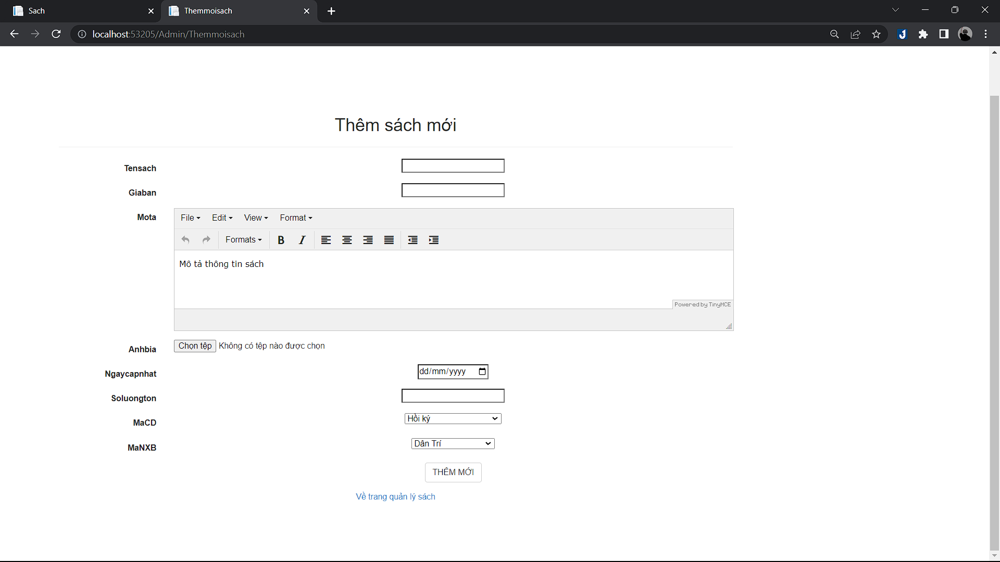 Sach
Themmoisach
localhost:53205/Admin/Themmoisach
Thêm sách mới
Tensach
Giaban
Mota
File Edit View Format
Formats B I
Mô tả thông tin sách
Powered by TinyMCE
Anhbia Chọn tệp Không có tệp nào được chọn
Ngaycapnhat dd/mm/yyyy
Soluongton
MaCD Hồi ký
MaNXB Dân Trí
THÊM MỚI
Về trang quản lý sách